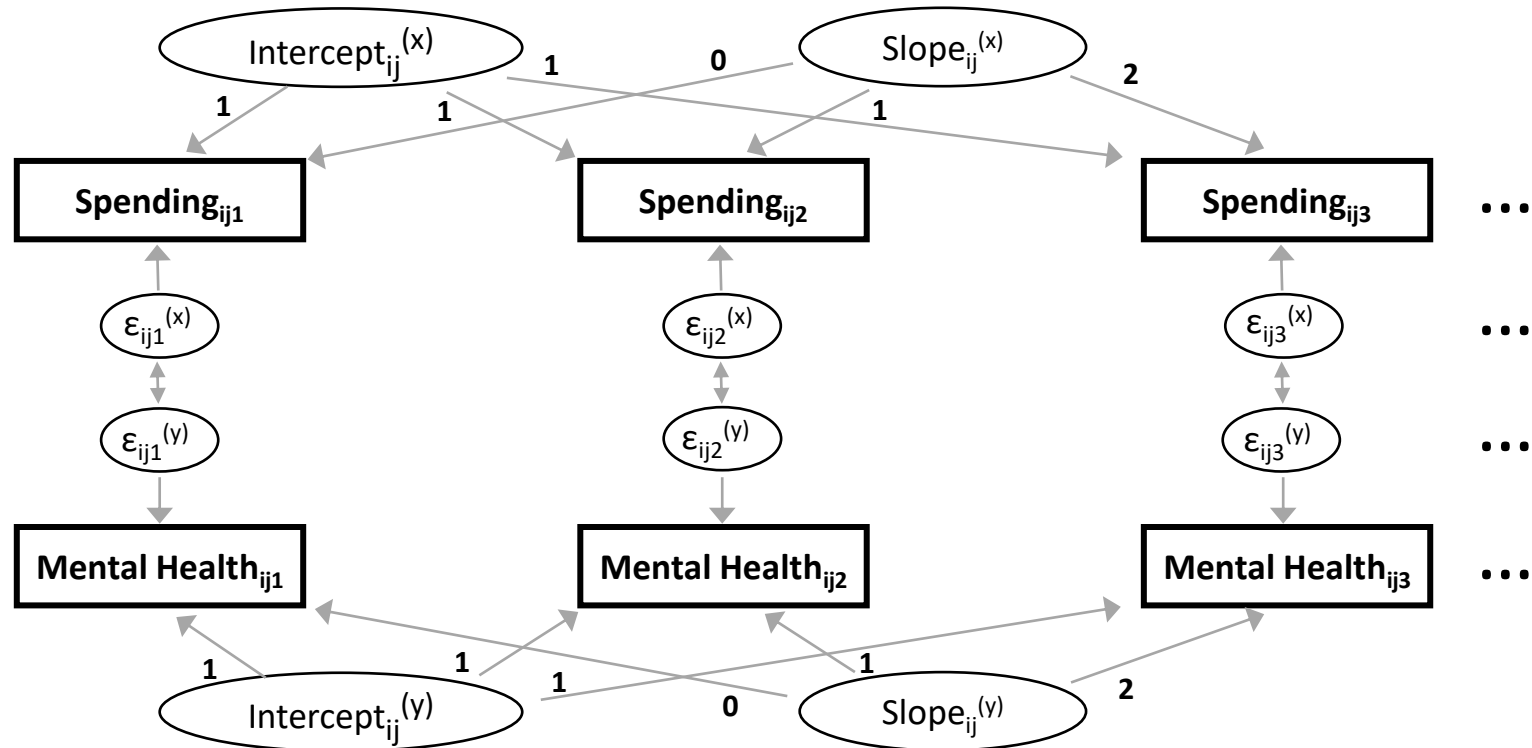 Intercept_ij^(x)
Slope_ij^(x)
1 1 1 0 1 2
Spending_ij1 Spending_ij2 Spending_ij3 ...
ε_ij1^(x) ε_ij2^(x) ε_ij3^(x) ...
ε_ij1^(y) ε_ij2^(y) ε_ij3^(y) ...
Mental Health_ij1 Mental Health_ij2 Mental Health_ij3 ...
1 1 1 0 1 2
Intercept_ij^(y)
Slope_ij^(y)